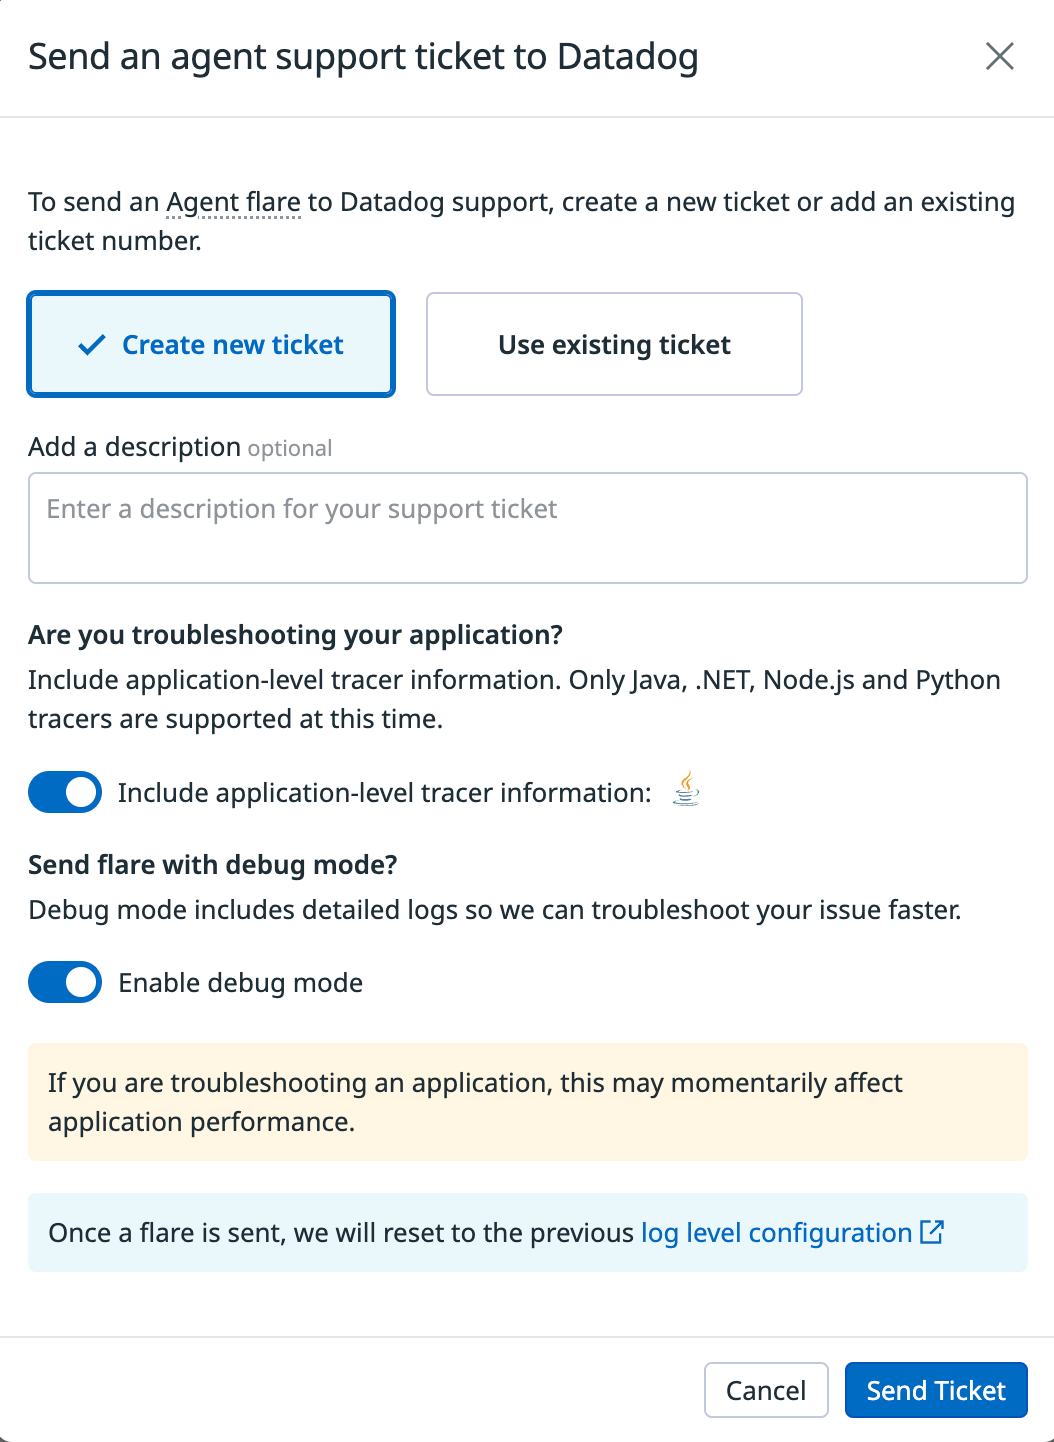 Send an agent support ticket to Datadog
To send an Agent flare to Datadog support, create a new ticket or add an existing
ticket number.
Create new ticket
Use existing ticket
Add a description optional
Enter a description for your support ticket
Are you troubleshooting your application?
Include application-level tracer information. Only Java, .NET, Node.js and Python
tracers are supported at this time.
Include application-level tracer information:
Send flare with debug mode?
Debug mode includes detailed logs so we can troubleshoot your issue faster.
Enable debug mode
If you are troubleshooting an application, this may momentarily affect
application performance.
Once a flare is sent, we will reset to the previous log level configuration
Cancel
Send Ticket